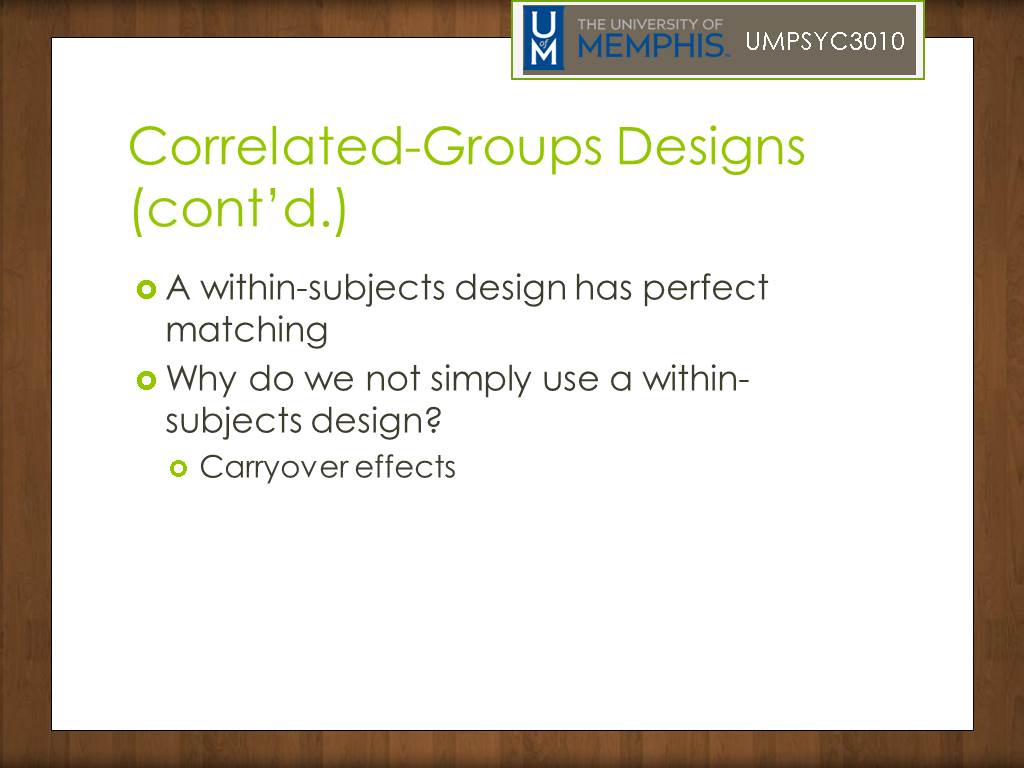 THE UNIVERSITY OF
MEMPHIS™ UMPSYC3010
U
of
M
Correlated-Groups Designs
(cont’d.)
A within-subjects design has perfect
matching
Why do we not simply use a within-
subjects design?
Carryover effects